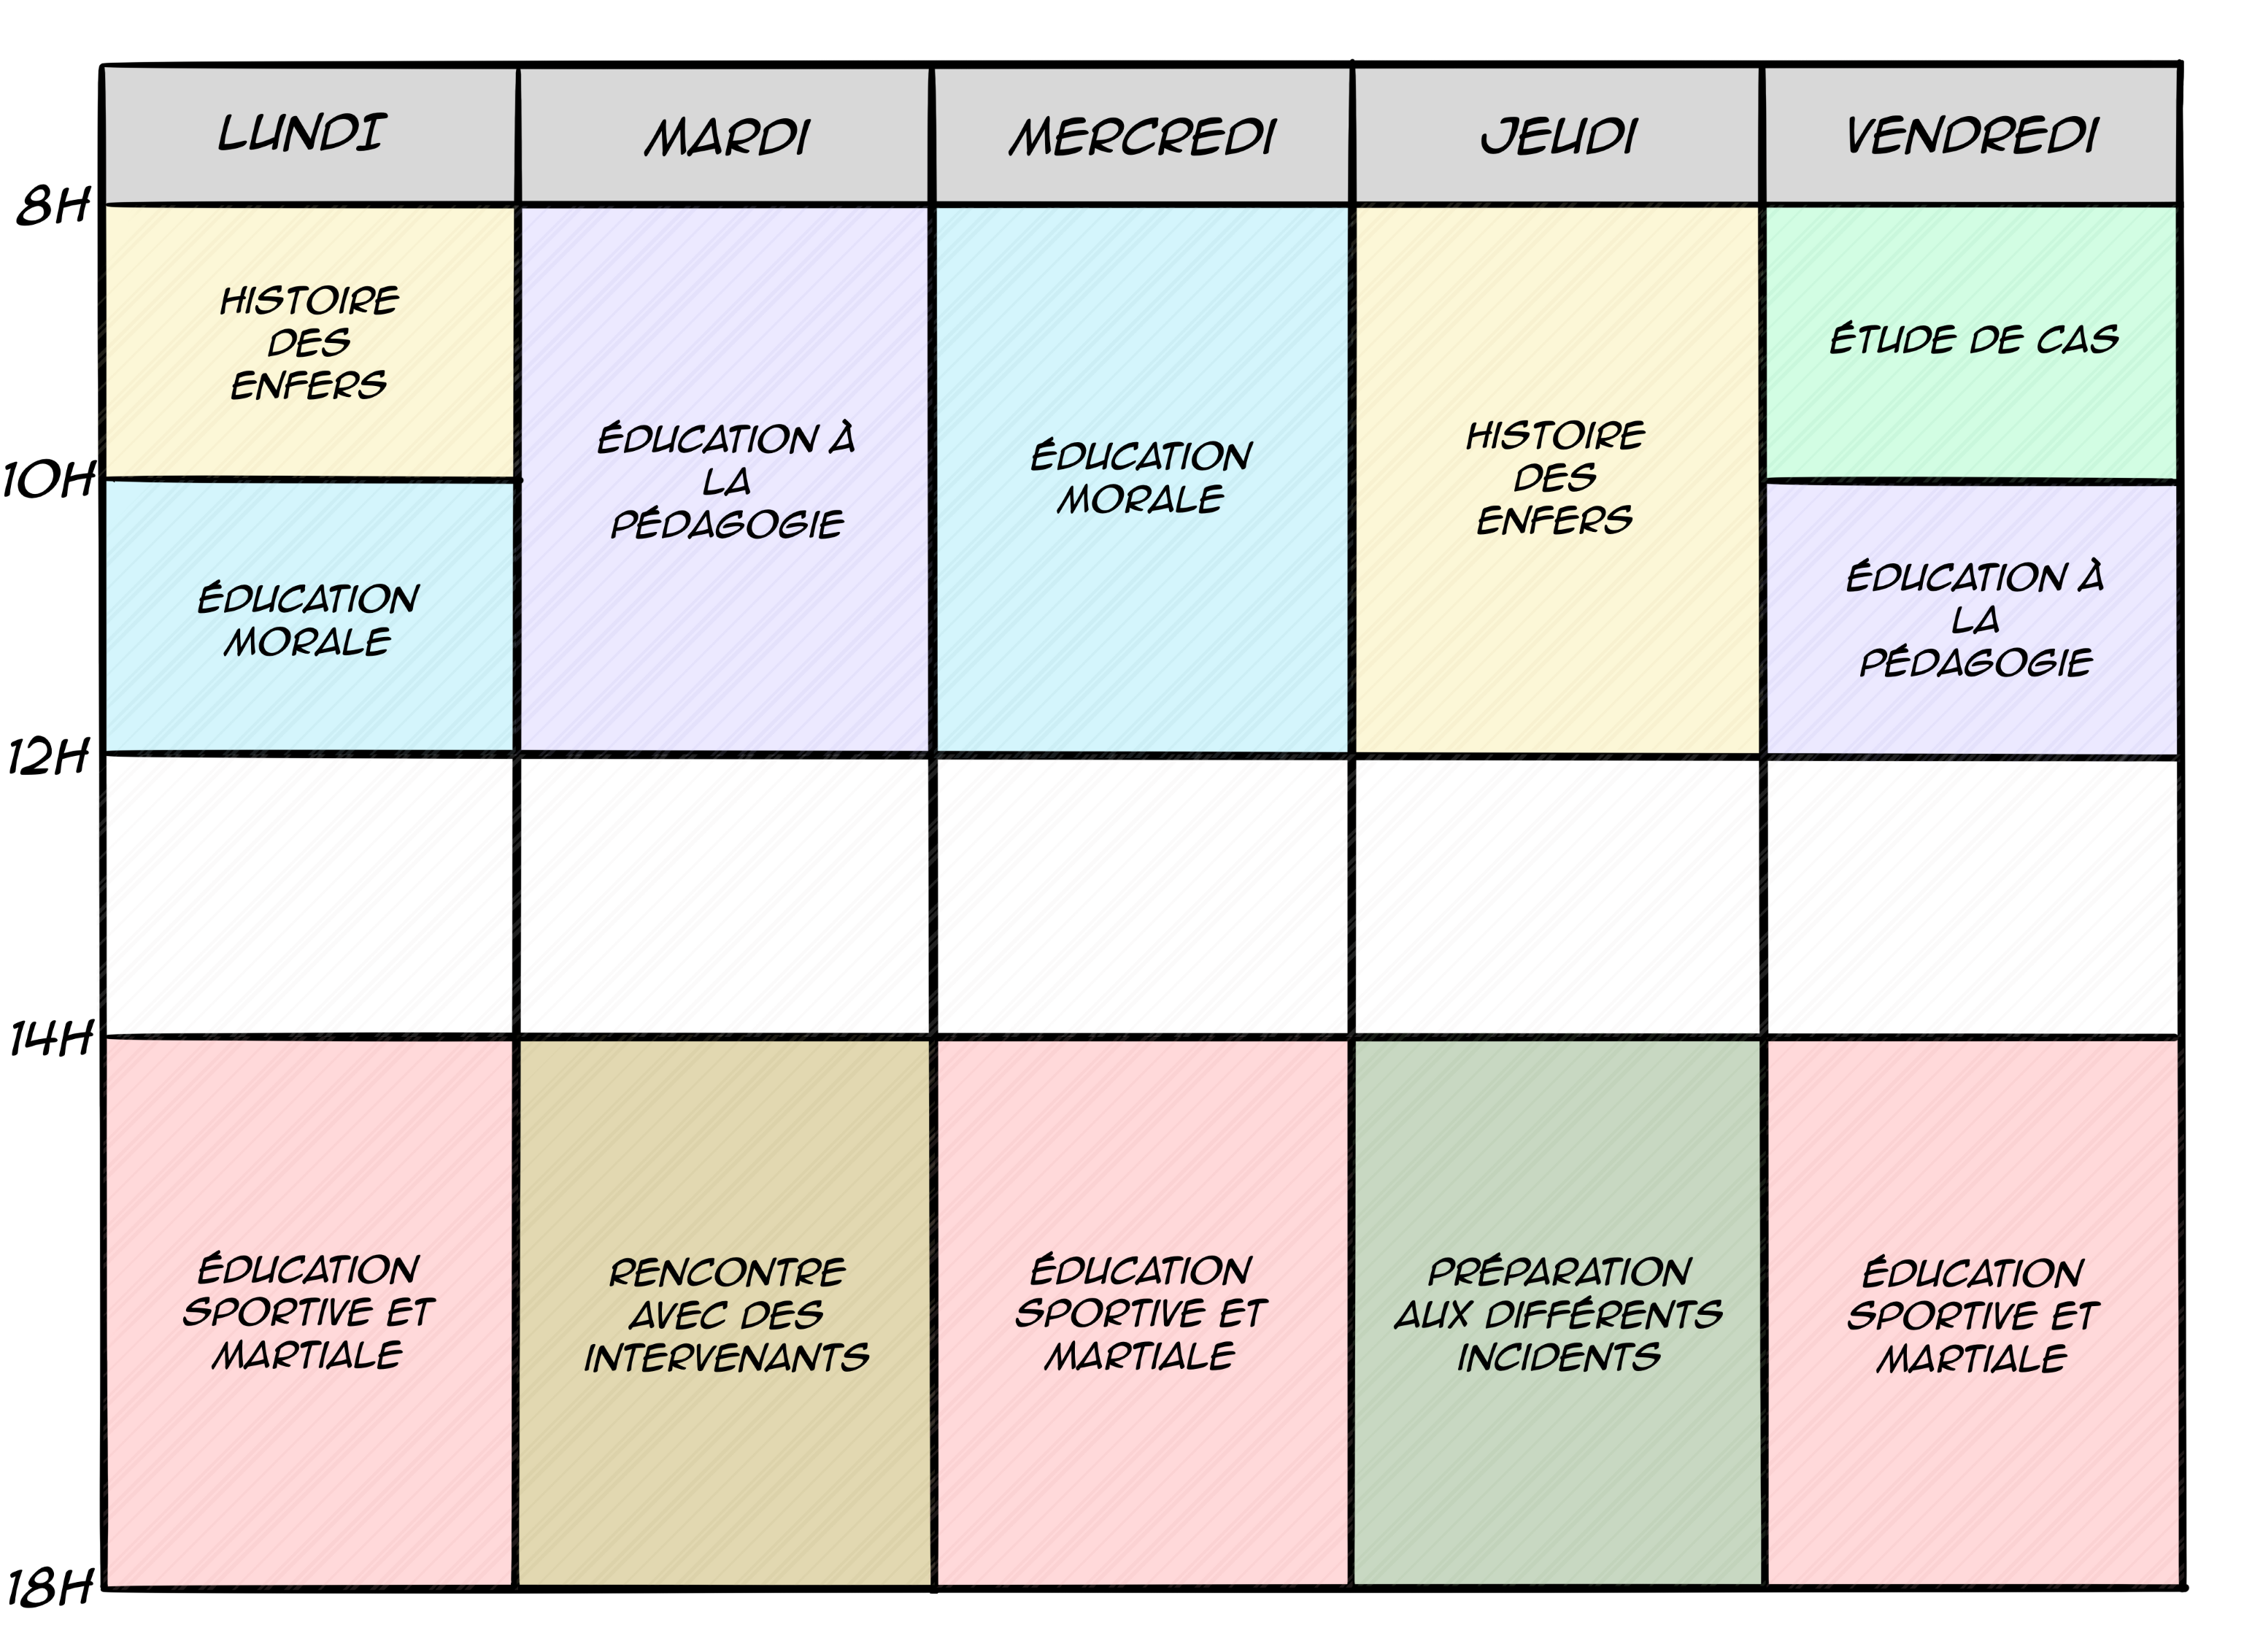 LUNDI
MARDI
MERCREDI
JEUDI
VENDREDI
8H
HISTOIRE
DES
ENFERS
ÉDUCATION À
LA
PÉDAGOGIE
ÉDUCATION
MORALE
HISTOIRE
DES
ENFERS
ÉTUDE DE CAS
10H
ÉDUCATION
MORALE
ÉDUCATION À
LA
PÉDAGOGIE
12H
14H
ÉDUCATION
SPORTIVE ET
MARTIALE
RENCONTRE
AVEC DES
INTERVENANTS
ÉDUCATION
SPORTIVE ET
MARTIALE
PRÉPARATION
AUX DIFFÉRENTS
INCIDENTS
ÉDUCATION
SPORTIVE ET
MARTIALE
18H